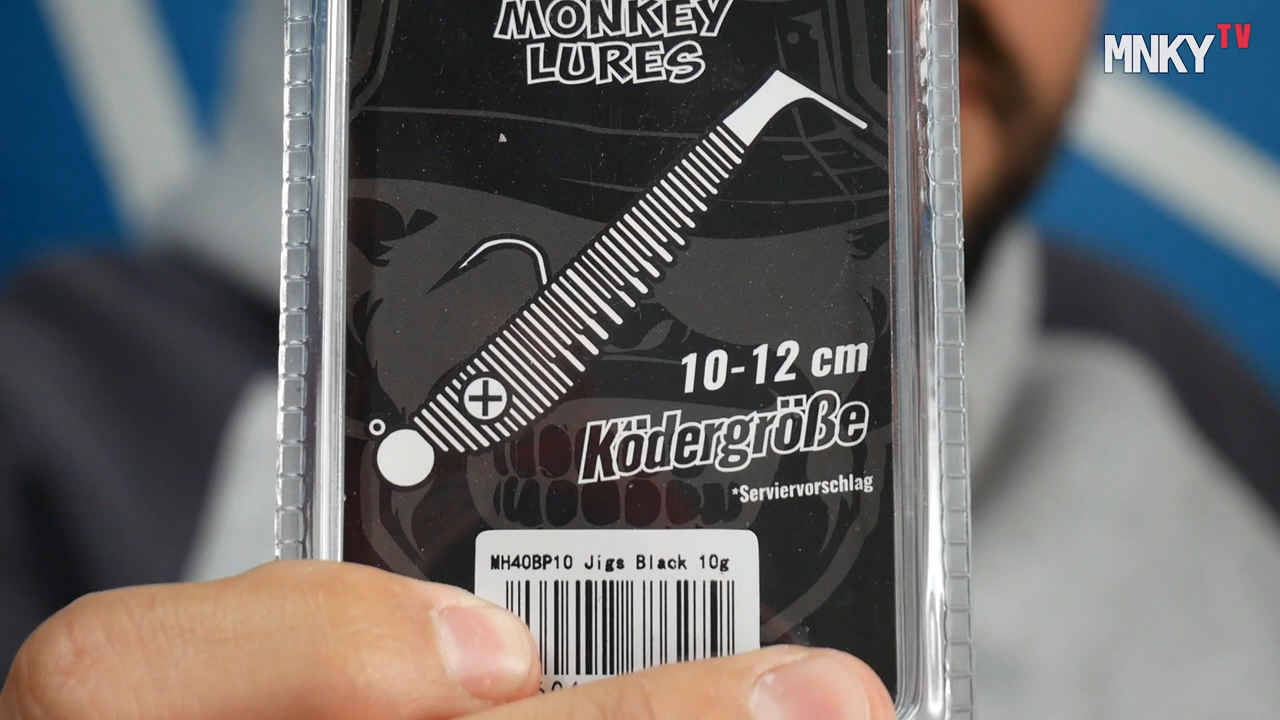 MONKEY
LURES
MNKYTV
10-12 cm
Ködergröße
*Serviervorschlag
MH40BP10 Jigs Black 10g